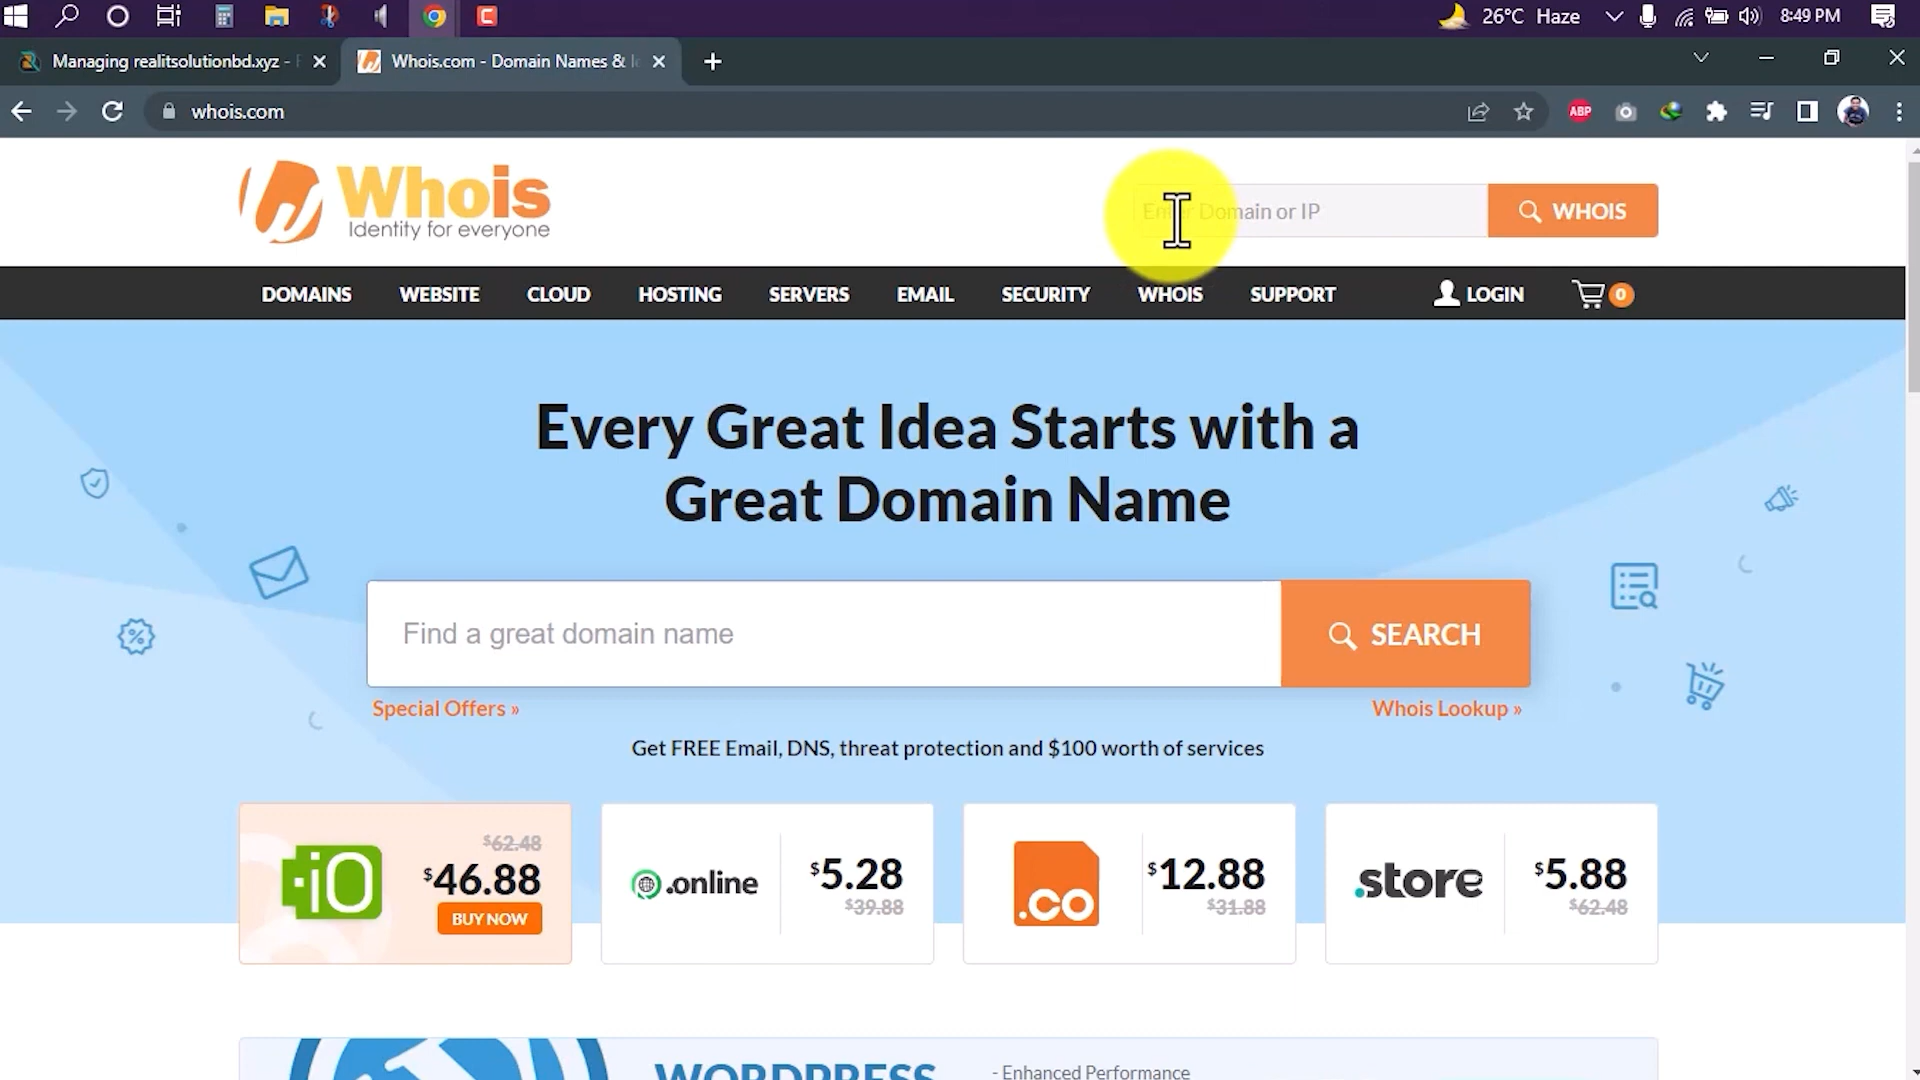 26°C Haze
8:49 PM
Managing realitsolutionbd.xyz -
Whois.com - Domain Names &
whois.com
ABP
Whois
Identity for everyone
Enter Domain or IP
WHOIS
DOMAINS WEBSITE CLOUD HOSTING SERVERS EMAIL SECURITY WHOIS SUPPORT LOGIN 0
Every Great Idea Starts with a
Great Domain Name
Find a great domain name
SEARCH
Special Offers »
Whois Lookup »
Get FREE Email, DNS, threat protection and $100 worth of services
.iO
$62.48
$46.88
BUY NOW
.online
$5.28
$39.88
.co
$12.88
$31.88
.store
$5.88
$62.48
WORDPRESS
- Enhanced Performance